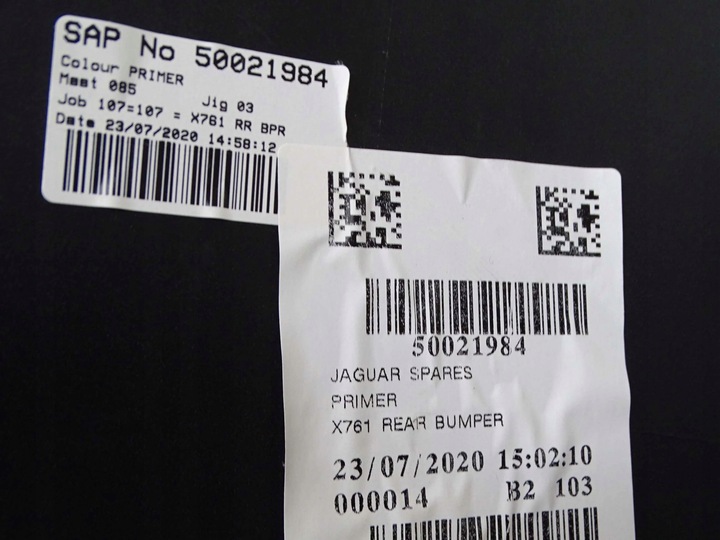 SAP No 50021984
Colour PRIMER
Mast 085 Jig 03
Job 107=107 = X761 RR BPR
Date 23/07/2020 14:58:12
50021984
JAGUAR SPARES
PRIMER
X761 REAR BUMPER
23/07/2020 15:02:10
000014 B2 103